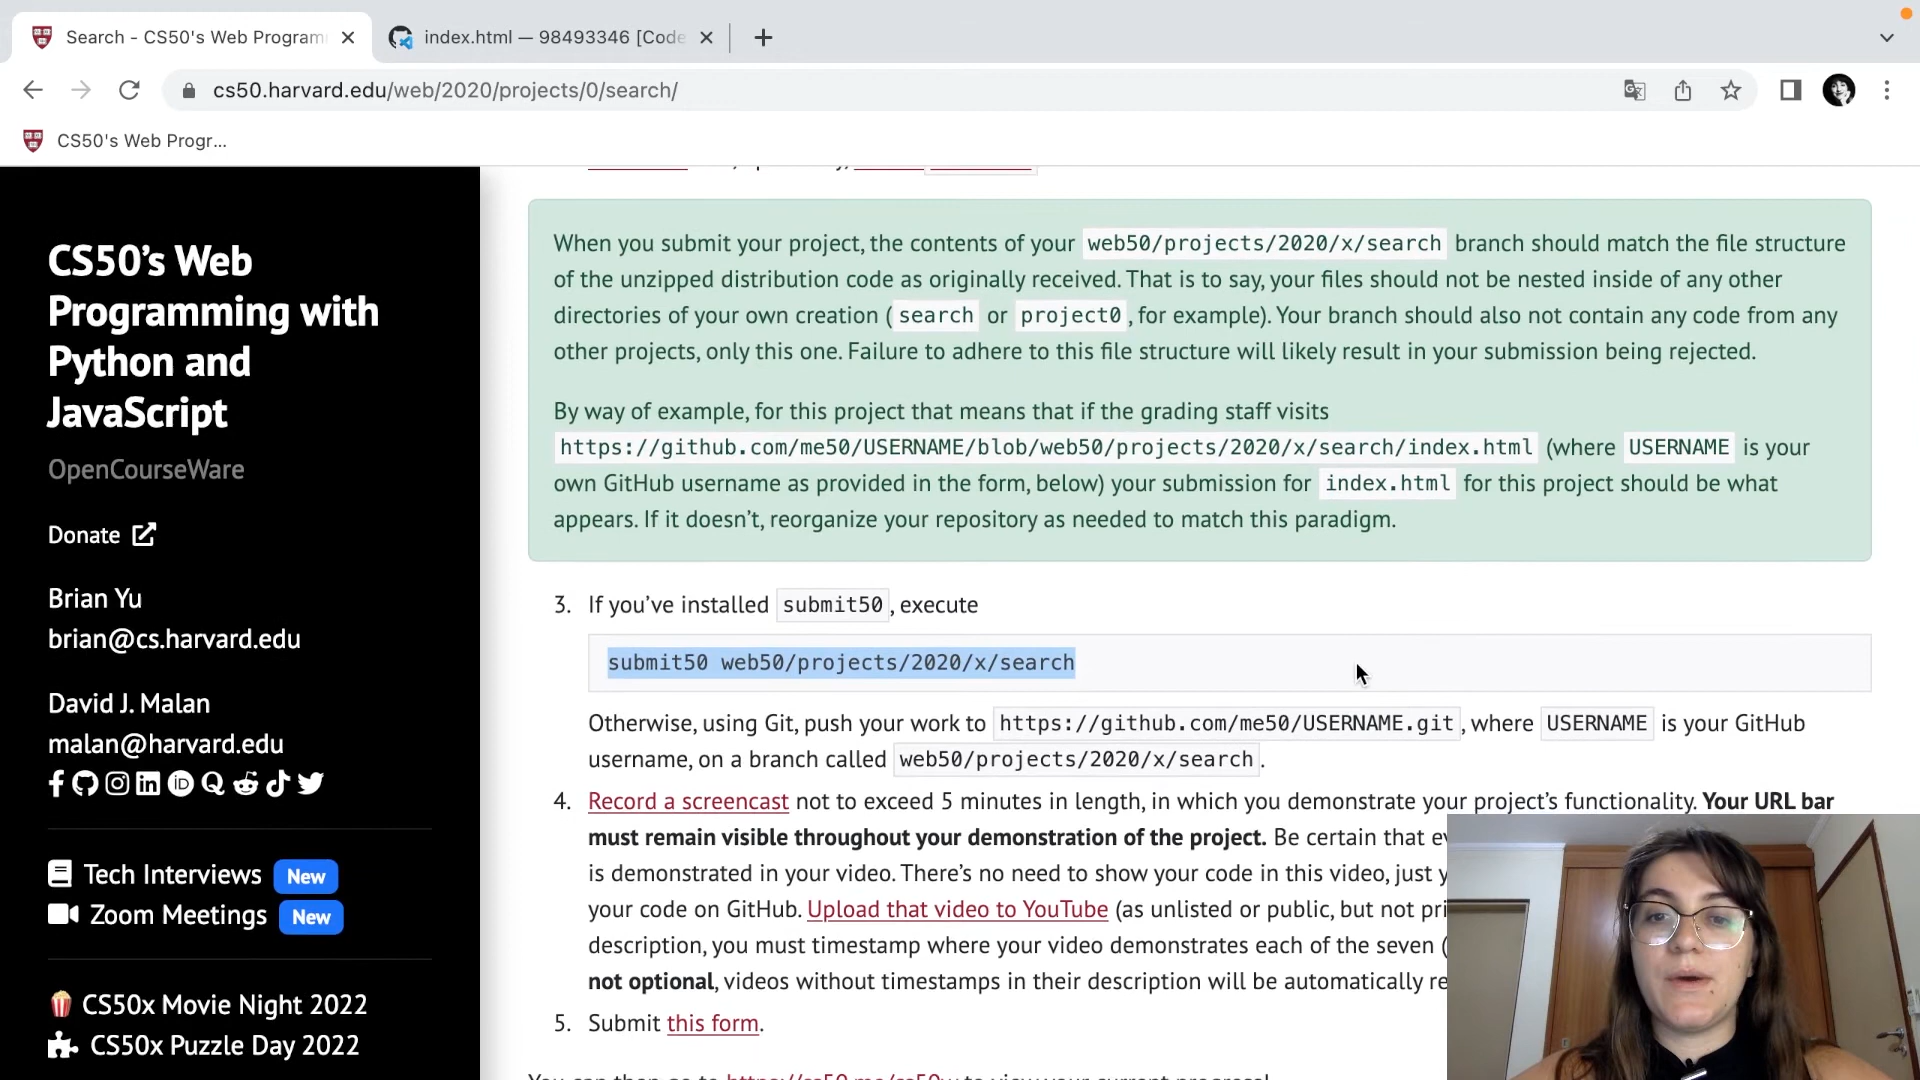 Search - CS50's Web Program
index.html — 98493346 [Code
cs50.harvard.edu/web/2020/projects/0/search/
CS50's Web Progr...
CS50’s Web
Programming with
Python and
JavaScript
OpenCourseWare
Donate
Brian Yu
brian@cs.harvard.edu
David J. Malan
malan@harvard.edu
Tech Interviews New
Zoom Meetings New
CS50x Movie Night 2022
CS50x Puzzle Day 2022
When you submit your project, the contents of your web50/projects/2020/x/search branch should match the file structure
of the unzipped distribution code as originally received. That is to say, your files should not be nested inside of any other
directories of your own creation ( search or project0 , for example). Your branch should also not contain any code from any
other projects, only this one. Failure to adhere to this file structure will likely result in your submission being rejected.
By way of example, for this project that means that if the grading staff visits
https://github.com/me50/USERNAME/blob/web50/projects/2020/x/search/index.html (where USERNAME is your
own GitHub username as provided in the form, below) your submission for index.html for this project should be what
appears. If it doesn’t, reorganize your repository as needed to match this paradigm.
3. If you’ve installed submit50 , execute
submit50 web50/projects/2020/x/search
Otherwise, using Git, push your work to https://github.com/me50/USERNAME.git , where USERNAME is your GitHub
username, on a branch called web50/projects/2020/x/search .
4. Record a screencast not to exceed 5 minutes in length, in which you demonstrate your project’s functionality. Your URL bar
must remain visible throughout your demonstration of the project. Be certain that ev
is demonstrated in your video. There’s no need to show your code in this video, just y
your code on GitHub. Upload that video to YouTube (as unlisted or public, but not pri
description, you must timestamp where your video demonstrates each of the seven (
not optional, videos without timestamps in their description will be automatically re
5. Submit this form.